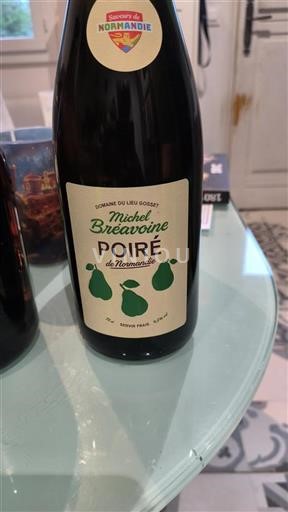 Saveurs de
NORMANDIE
DOMAINE DU LIEU GOSSET
Michel
Bréavoine
POIRÉ
de Normandie
75 cl
SERVIR FRAIS